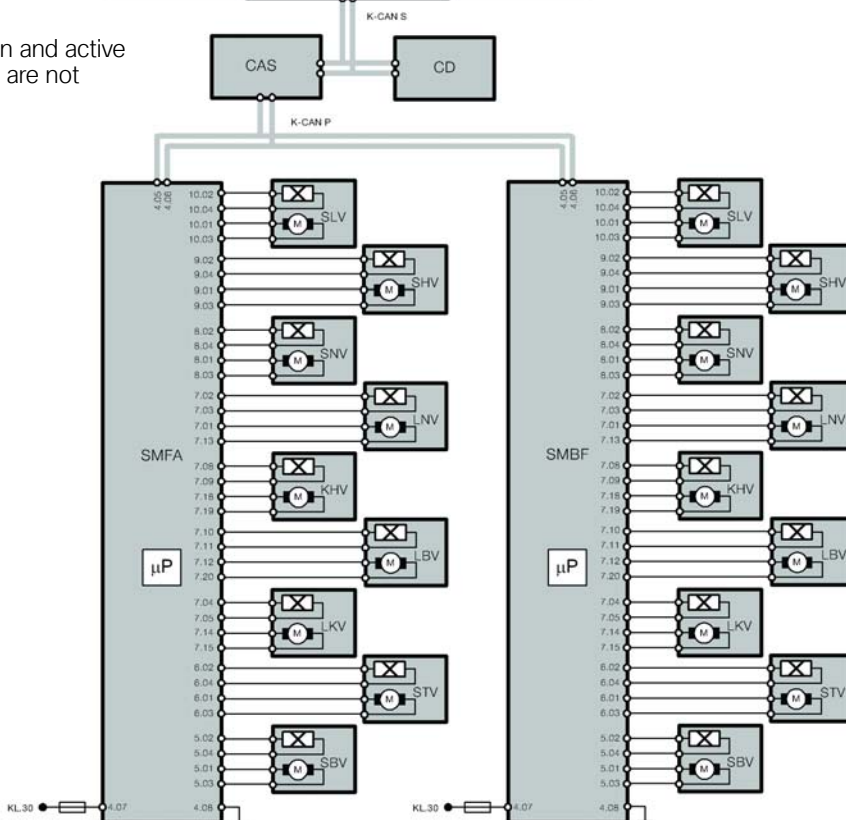 K-CAN S
n and active
are not
CAS
CD
K-CAN P
4.05
4.06
SMFA
µP
10.02
10.04
10.01
10.03
SLV
M
9.02
9.04
9.01
9.03
SHV
M
8.02
8.04
8.01
8.03
SNV
M
7.02
7.03
7.01
7.13
LNV
M
7.08
7.09
7.18
7.19
KHV
M
7.10
7.11
7.12
7.20
LBV
M
7.04
7.05
7.14
7.15
LKV
M
6.02
6.04
6.01
6.03
STV
M
5.02
5.04
5.01
5.03
SBV
M
KL.30
4.07
4.08
4.05
4.06
SMBF
µP
10.02
10.04
10.01
10.03
SLV
M
9.02
9.04
9.01
9.03
SHV
M
8.02
8.04
8.01
8.03
SNV
M
7.02
7.03
7.01
7.13
LNV
M
7.08
7.09
7.18
7.19
KHV
M
7.10
7.11
7.12
7.20
LBV
M
7.04
7.05
7.14
7.15
LKV
M
6.02
6.04
6.01
6.03
STV
M
5.02
5.04
5.01
5.03
SBV
M
KL.30
4.07
4.08